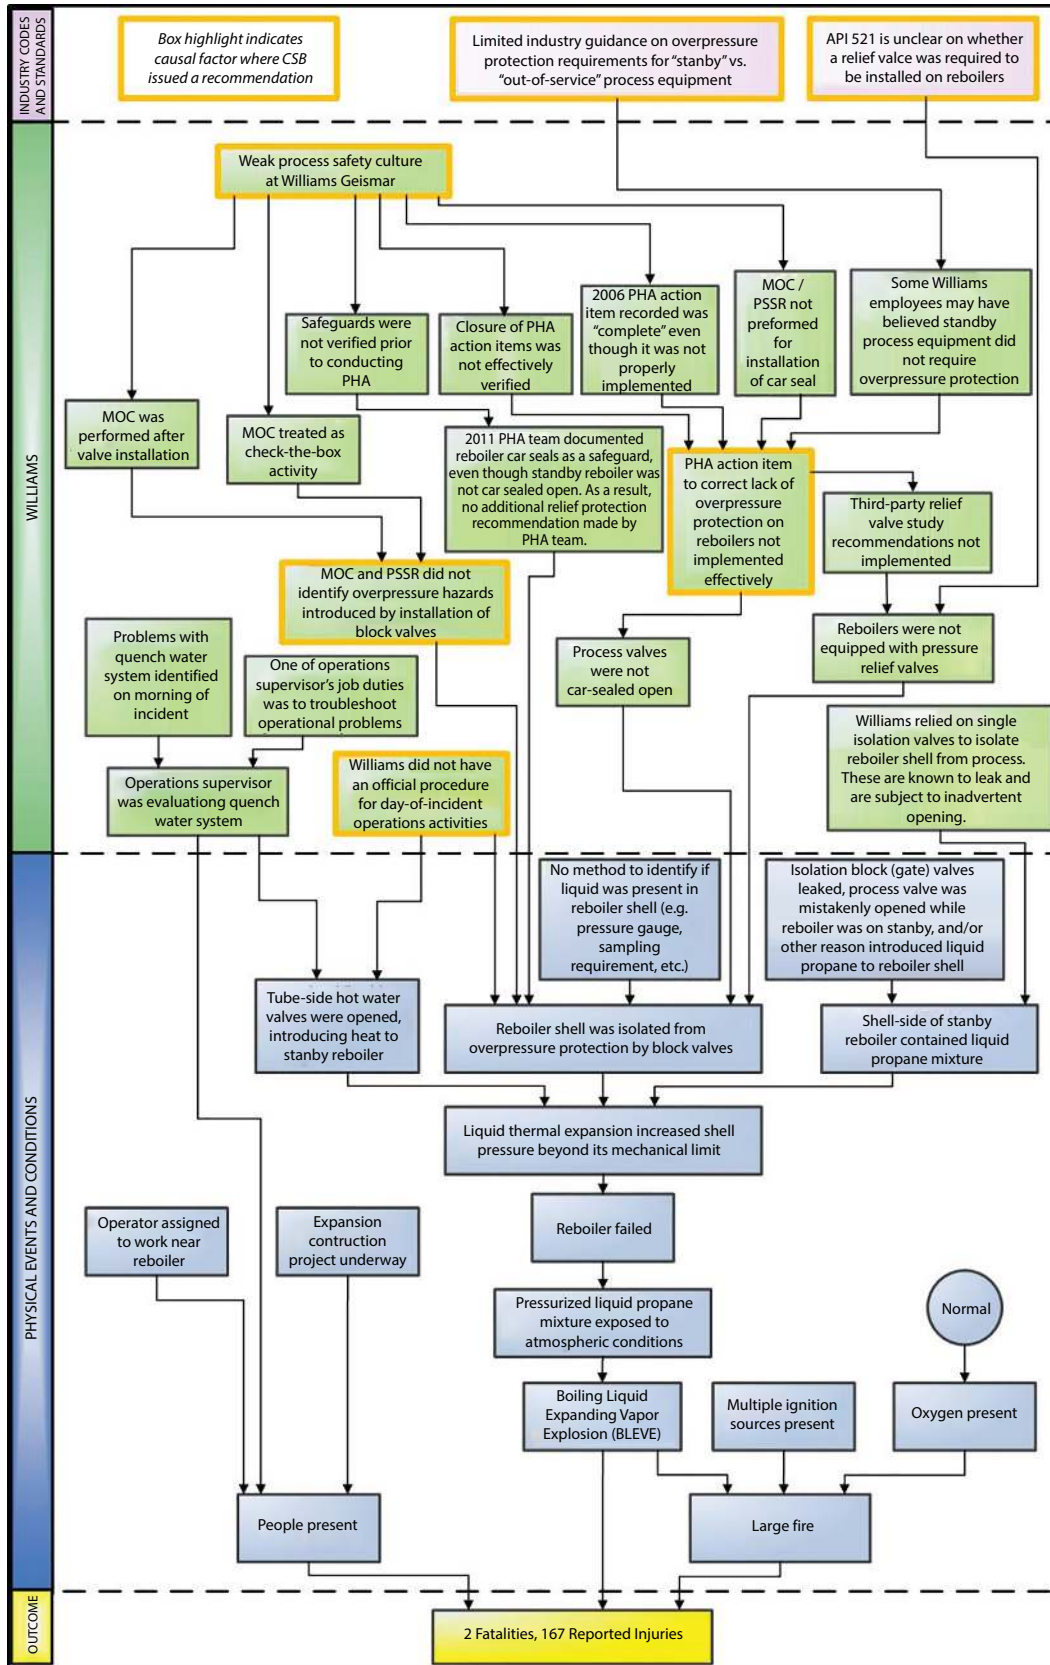 INDUSTRY CODES
AND STANDARDS
Box highlight indicates
causal factor where CSB
issued a recommendation
Limited industry guidance on overpressure
protection requirements for “stanby” vs.
“out-of-service” process equipment
API 521 is unclear on whether
a relief valce was required to
be installed on reboilers
WILLIAMS
Weak process safety culture
at Williams Geismar
Safeguards were
not verified prior
to conducting
PHA
Closure of PHA
action items was
not effectively
verified
2006 PHA action
item recorded was
“complete” even
though it was not
properly
implemented
MOC /
PSSR not
preformed
for
installation
of car seal
Some Williams
employees may have
believed standby
process equipment did
not require
overpressure protection
MOC was
performed after
valve installation
MOC treated as
check-the-box
activity
2011 PHA team documented
reboiler car seals as a safeguard,
even though standby reboiler was
not car sealed open. As a result,
no additional relief protection
recommendation made by
PHA team.
PHA action item
to correct lack of
overpressure
protection on
reboilers not
implemented
effectively
Third-party relief
valve study
recommendations not
implemented
MOC and PSSR did not
identify overpressure hazards
introduced by installation of
block valves
Problems with
quench water
system identified
on morning of
incident
One of operations
supervisor’s job duties
was to troubleshoot
operational problems
Process valves
were not
car-sealed open
Reboilers were not
equipped with pressure
relief valves
Operations supervisor
was evaluationg quench
water system
Williams did not have
an official procedure
for day-of-incident
operations activities
Williams relied on single
isolation valves to isolate
reboiler shell from process.
These are known to leak and
are subject to inadvertent
opening.
PHYSICAL EVENTS AND CONDITIONS
No method to identify if
liquid was present in
reboiler shell (e.g.
pressure gauge,
sampling
requirement, etc.)
Isolation block (gate) valves
leaked, process valve was
mistakenly opened while
reboiler was on stanby, and/or
other reason introduced liquid
propane to reboiler shell
Tube-side hot water
valves were opened,
introducing heat to
stanby reboiler
Reboiler shell was isolated from
overpressure protection by block valves
Shell-side of stanby
reboiler contained liquid
propane mixture
Liquid thermal expansion increased shell
pressure beyond its mechanical limit
Operator assigned
to work near
reboiler
Expansion
contruction
project underway
Reboiler failed
Pressurized liquid propane
mixture exposed to
atmospheric conditions
Normal
Boiling Liquid
Expanding Vapor
Explosion (BLEVE)
Multiple ignition
sources present
Oxygen present
People present
Large fire
OUTCOME
2 Fatalities, 167 Reported Injuries